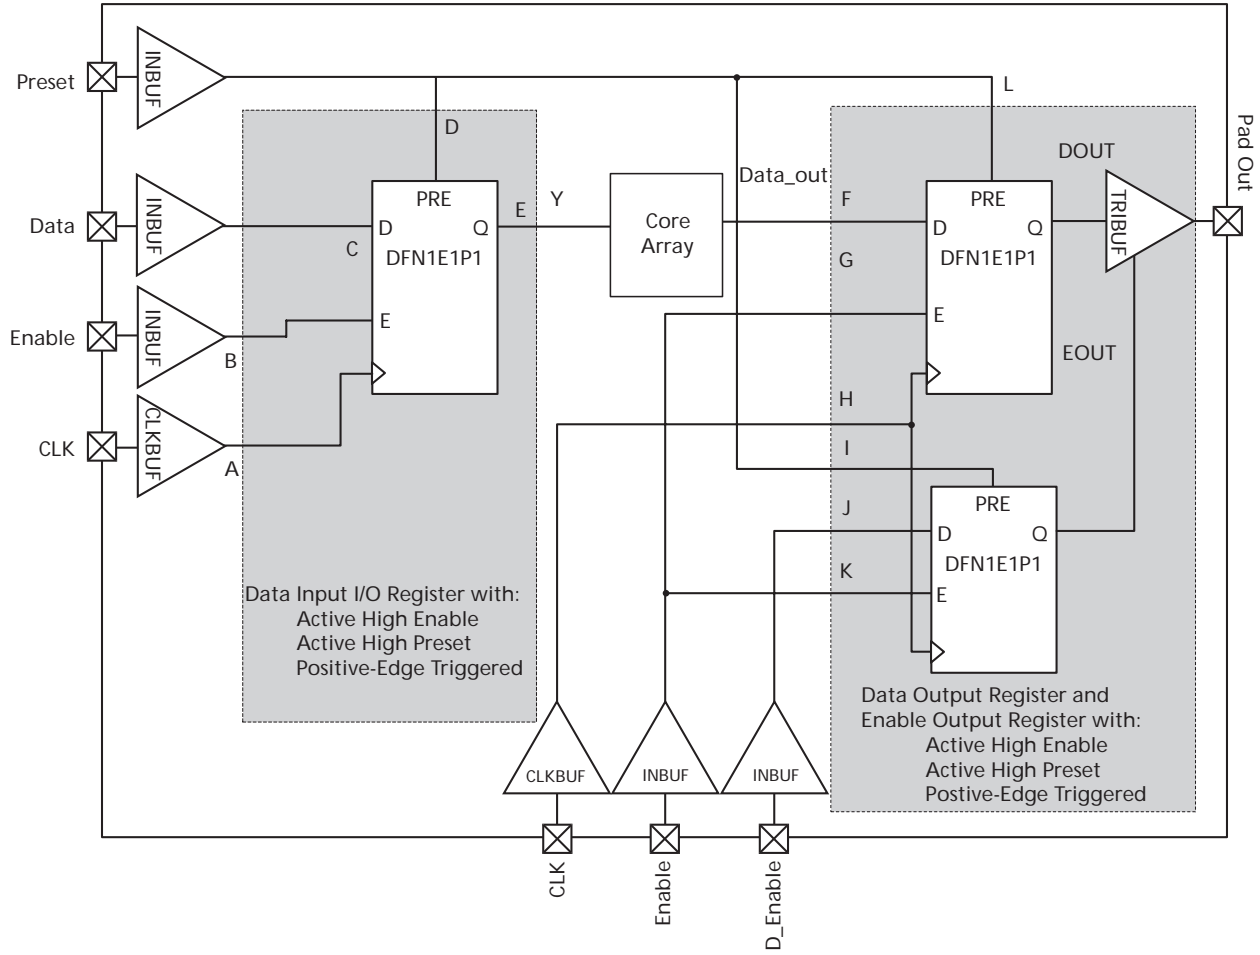 Preset
INBUF
L
D
Pad Out
DOUT
Data
INBUF
PRE
D
Q
C
DFN1E1P1
E
E
Y
Core
Array
Data_out
F
G
PRE
D
Q
DFN1E1P1
E
TRIBUF
EOUT
Enable
INBUF
B
CLK
CLKBUF
A
H
I
J
K
PRE
D
Q
DFN1E1P1
E
Data Input I/O Register with:
Active High Enable
Active High Preset
Positive-Edge Triggered
Data Output Register and
Enable Output Register with:
Active High Enable
Active High Preset
Postive-Edge Triggered
CLKBUF
INBUF
INBUF
CLK
Enable
D_Enable